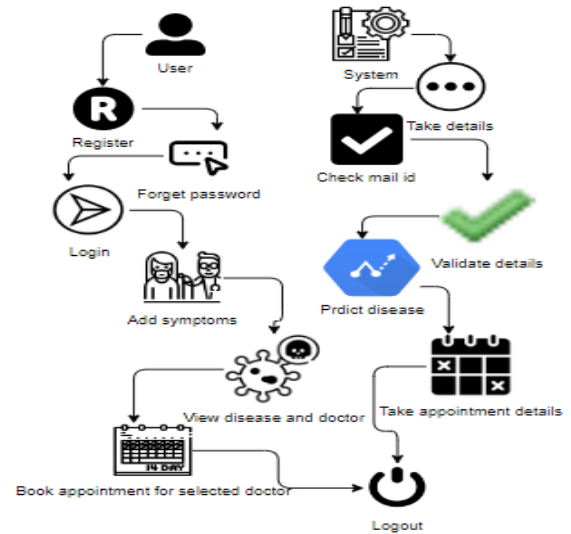 User
System
R
Register
Take details
Check mail id
Forget password
Login
Validate details
Add symptoms
Prdict disease
View disease and doctor
Take appointment details
14 DAY
Book appointment for selected doctor
Logout